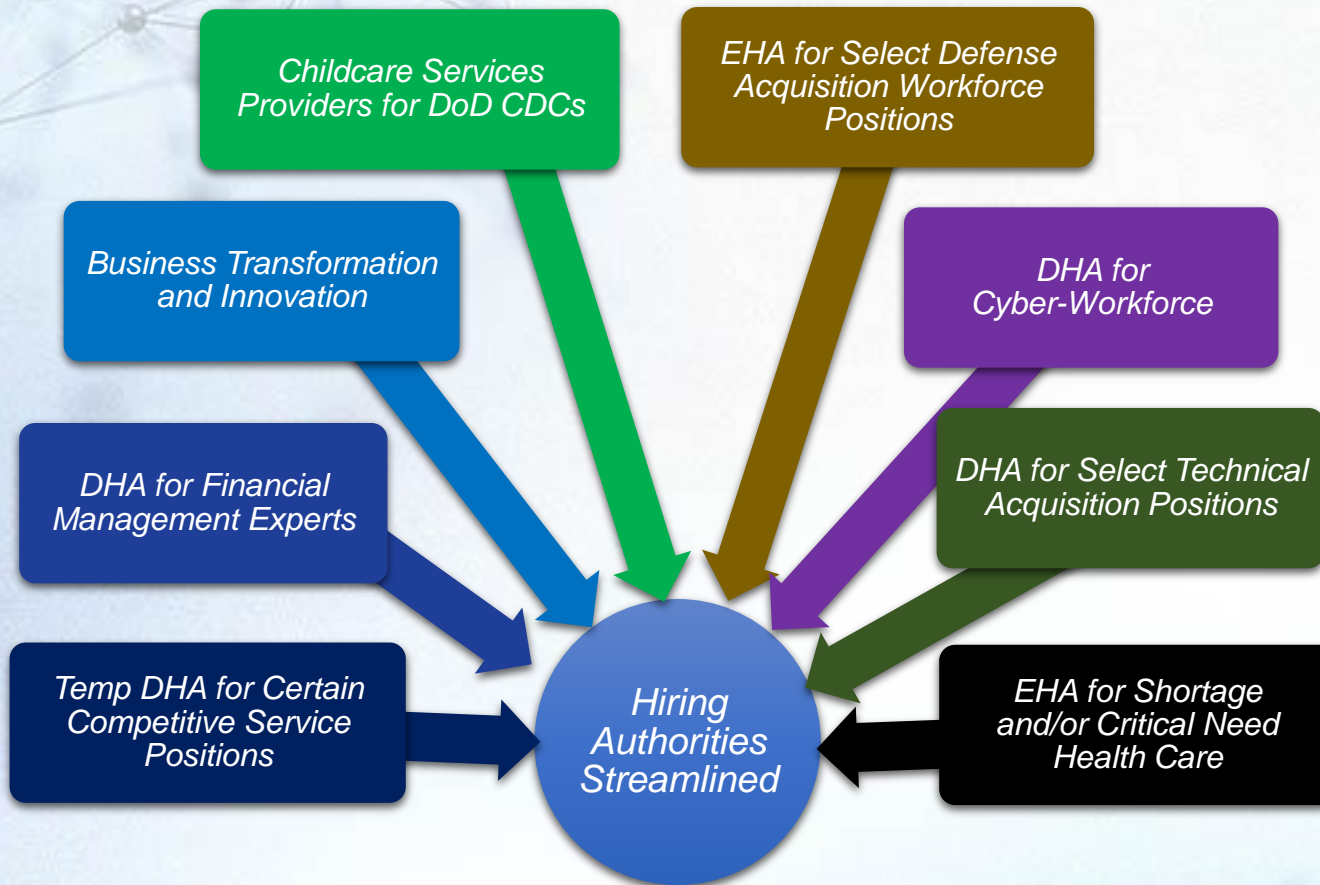 Childcare Services
Providers for DoD CDCs
EHA for Select Defense
Acquisition Workforce
Positions
Business Transformation
and Innovation
DHA for
Cyber-Workforce
DHA for Financial
Management Experts
DHA for Select Technical
Acquisition Positions
Temp DHA for Certain
Competitive Service
Positions
Hiring
Authorities
Streamlined
EHA for Shortage
and/or Critical Need
Health Care